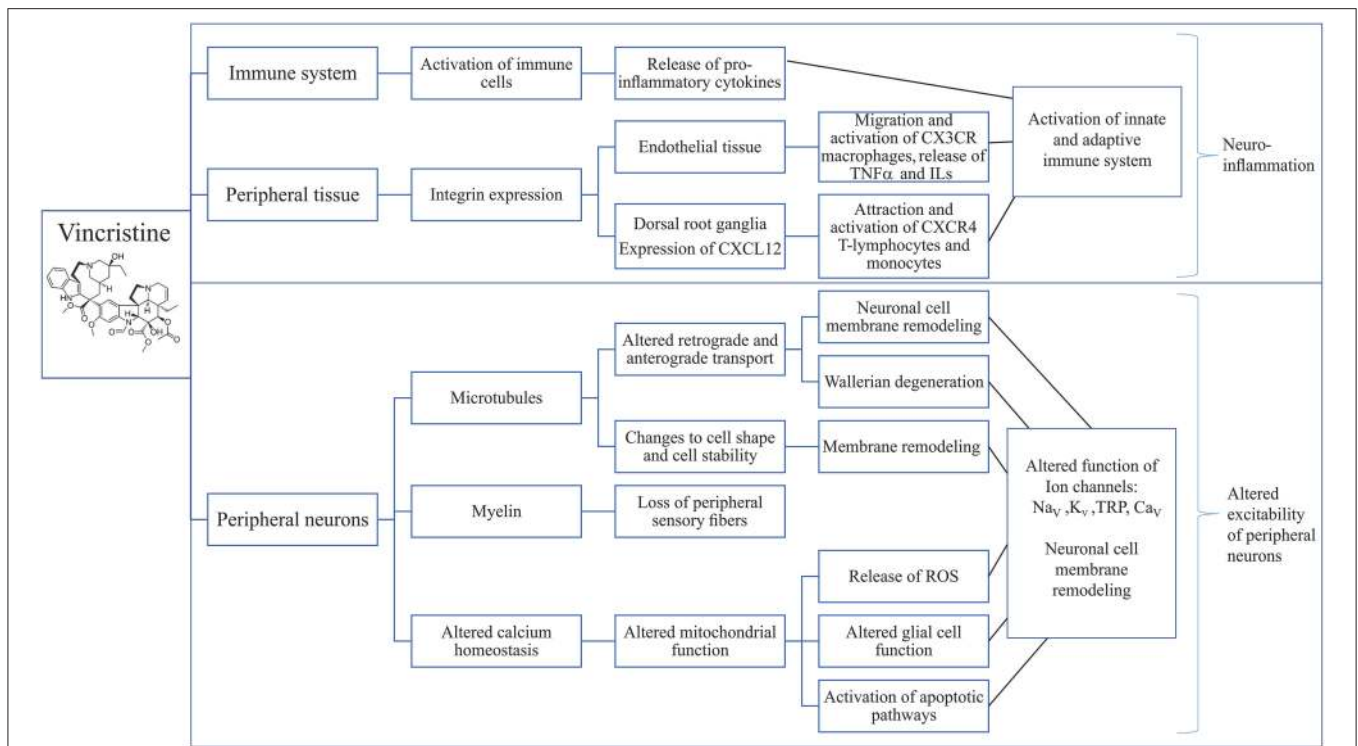 Vincristine
Immune system
Activation of immune
cells
Release of pro-
inflammatory cytokines
Peripheral tissue
Integrin expression
Endothelial tissue
Migration and
activation of CX3CR
macrophages, release of
TNFα and ILs
Dorsal root ganglia
Expression of CXCL12
Attraction and
activation of CXCR4
T-lymphocytes and
monocytes
Activation of innate
and adaptive
immune system
Neuro-
inflammation
Peripheral neurons
Microtubules
Altered retrograde and
anterograde transport
Neuronal cell
membrane remodeling
Wallerian degeneration
Changes to cell shape
and cell stability
Membrane remodeling
Myelin
Loss of peripheral
sensory fibers
Altered calcium
homeostasis
Altered mitochondrial
function
Release of ROS
Altered glial cell
function
Activation of apoptotic
pathways
Altered function of
Ion channels:
NaV ,Kv ,TRP, CaV
Neuronal cell
membrane
remodeling
Altered
excitability
of peripheral
neurons